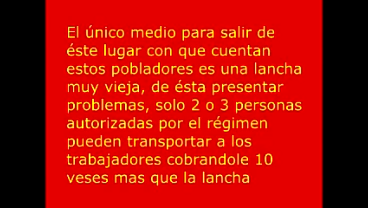 El único medio para salir de
éste lugar con que cuentan
estos pobladores es una lancha
muy vieja, de ésta presentar
problemas, solo 2 o 3 personas
autorizadas por el régimen
pueden transportar a los
trabajadores cobrandole 10
veses mas que la lancha